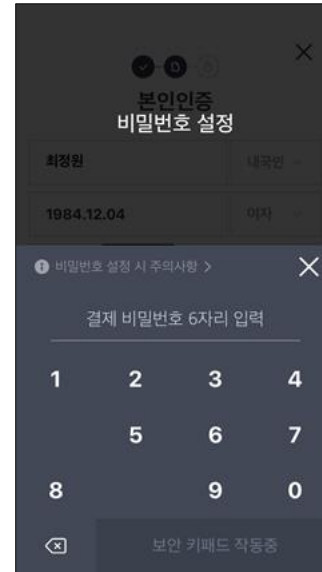 본인인증
비밀번호 설정
최정원 내국인
1984.12.04 여자
비밀번호 설정 시 주의사항 >
결제 비밀번호 6자리 입력
1 2 3 4
5 6 7
8 9 0
보안 키패드 작동중